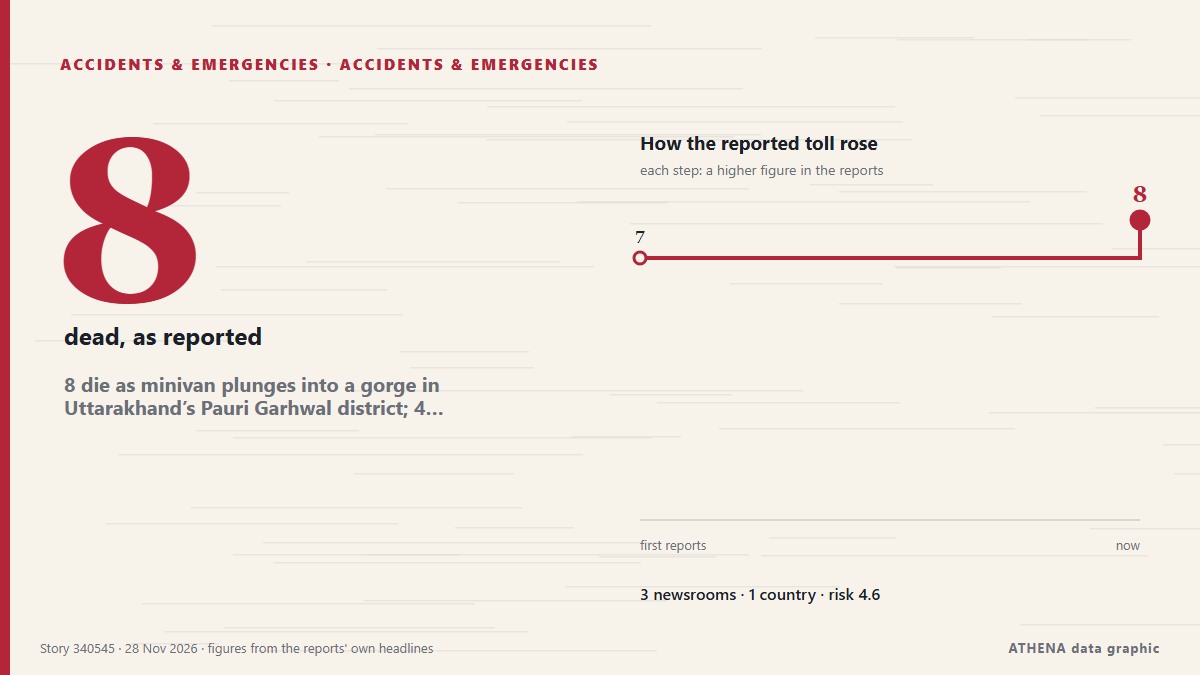 ACCIDENTS & EMERGENCIES · ACCIDENTS & EMERGENCIES
8
dead, as reported
8 die as minivan plunges into a gorge in
Uttarakhand’s Pauri Garhwal district; 4…
How the reported toll rose
each step: a higher figure in the reports
8
7
first reports
now
3 newsrooms · 1 country · risk 4.6
Story 340545 · 28 Nov 2026 · figures from the reports' own headlines
ATHENA data graphic